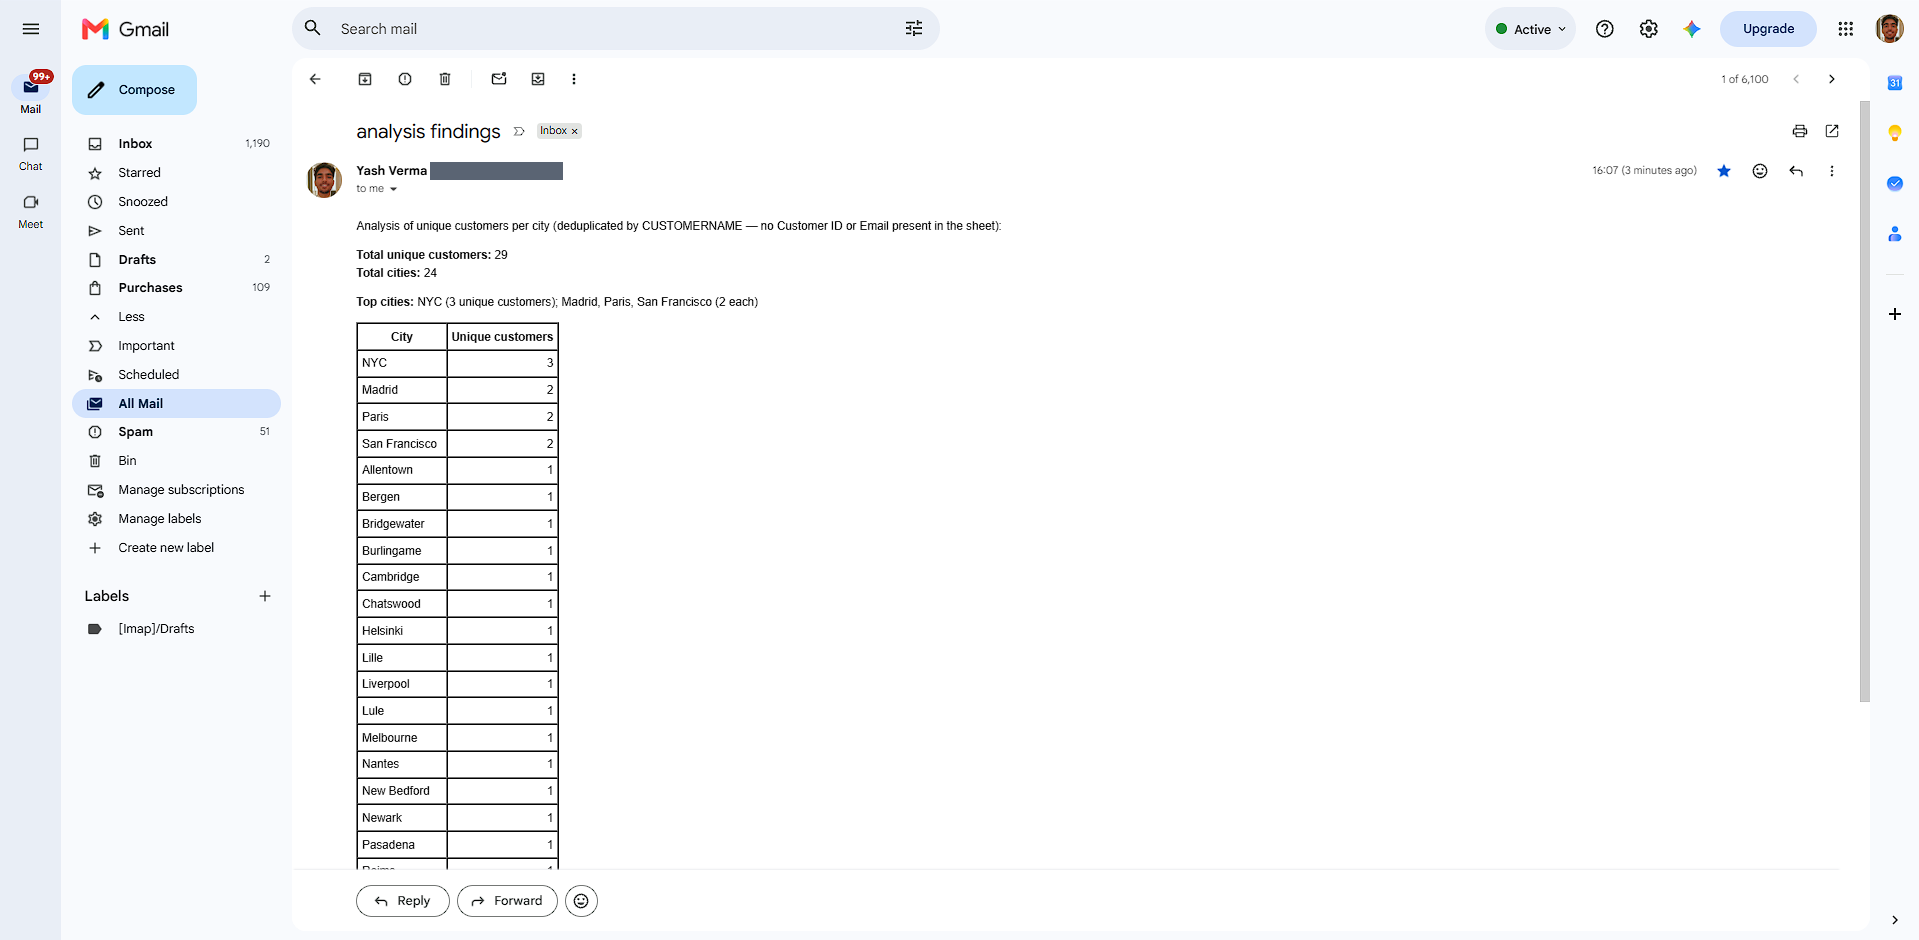 Gmail
Search mail
Active
Upgrade
99+
Mail
Chat
Meet
Compose
Inbox 1,190
Starred
Snoozed
Sent
Drafts 2
Purchases 109
Less
Important
Scheduled
All Mail
Spam 51
Bin
Manage subscriptions
Manage labels
Create new label
Labels
[Imap]/Drafts
1 of 6,100
analysis findings
Inbox x
Yash Verma
16:07 (3 minutes ago)
to me
Analysis of unique customers per city (deduplicated by CUSTOMERNAME — no Customer ID or Email present in the sheet):
Total unique customers: 29
Total cities: 24
Top cities: NYC (3 unique customers); Madrid, Paris, San Francisco (2 each)
City Unique customers
NYC 3
Madrid 2
Paris 2
San Francisco 2
Allentown 1
Bergen 1
Bridgewater 1
Burlingame 1
Cambridge 1
Chatswood 1
Helsinki 1
Lille 1
Liverpool 1
Lule 1
Melbourne 1
Nantes 1
New Bedford 1
Newark 1
Pasadena 1
Reply
Forward
31